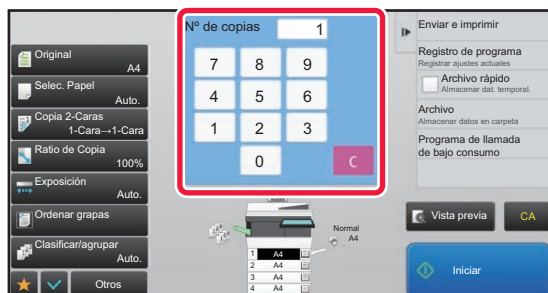 Original
A4
Selec. Papel
Auto.
Copia 2-Caras
1-Cara→1-Cara
Ratio de Copia
100%
Exposición
Auto.
Ordenar grapas
Clasificar/agrupar
Auto.
Otros
Nº de copias 1
7 8 9
4 5 6
1 2 3
0 C
Normal
A4
1 A4
2 A4
3 A4
4 A4
Enviar e imprimir
Registro de programa
Registrar ajustes actuales
Archivo rápido
Almacenar dat. temporal.
Archivo
Almacenar datos en carpeta
Programa de llamada
de bajo consumo
Vista previa CA
Iniciar